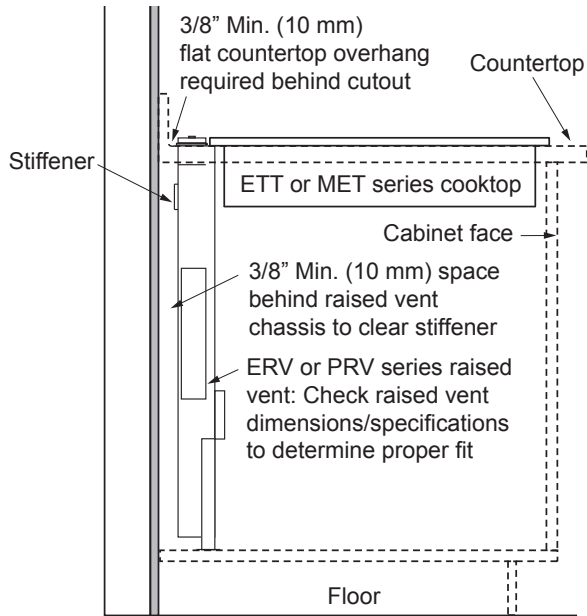 3/8” Min. (10 mm)
flat countertop overhang
required behind cutout
Countertop
Stiffener
ETT or MET series cooktop
Cabinet face
3/8” Min. (10 mm) space
behind raised vent
chassis to clear stiffener
ERV or PRV series raised
vent: Check raised vent
dimensions/specifications
to determine proper fit
Floor